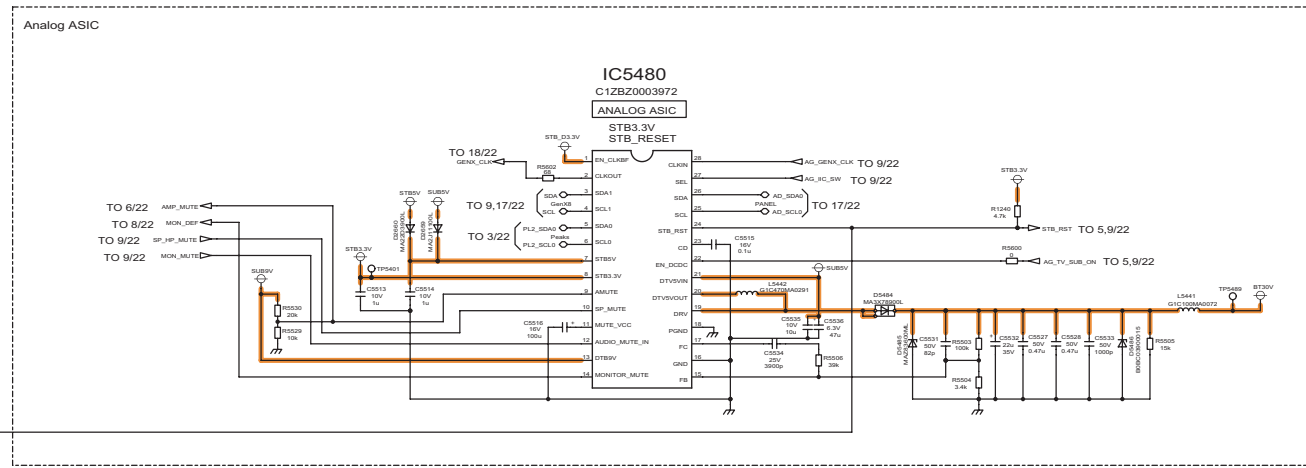 Analog ASIC
IC5480
C1ZBZ0003972
ANALOG ASIC
STB3.3V
STB_RESET
STB_D3.3V
TO 18/22
GENX_CLK
R5602
68
1 EN_CLKBF
2 CLKOUT
3 SDA1
4 SCL1
5 SDA0
6 SCL0
7 STB5V
8 STB3.3V
9 AMUTE
10 SP_MUTE
11 MUTE_VCC
12 AUDIO_MUTE_IN
13 DTB9V
14 MONITOR_MUTE
28 CLKIN
27 SEL
26 SDA
25 SCL
24 STB_RST
23 CD
22 EN_DCDC
21 DTV5VIN
20 DTV5VOUT
19 DRV
18 PGND
17 FC
16 GND
15 FB
TO 9,17/22
SDA
GenX8
SCL
TO 3/22
PL2_SDA0
Peaks
PL2_SCL0
TO 6/22 AMP_MUTE
TO 8/22 MON_DEF
TO 9/22 SP_HP_MUTE
TO 9/22 MON_MUTE
STB5V
SUB5V
D2659
MA2J11100L
STB3.3V
TP5401
SUB9V
C5513
10V
1u
C5514
10V
1u
R5530
20k
R5529
10k
C5516
16V
100u
AG_GENX_CLK TO 9/22
AG_IIC_SW TO 9/22
AD_SDA0
PANEL
AD_SCL0
TO 17/22
STB3.3V
R1240
4.7k
STB_RST TO 5,9/22
C5515
16V
0.1u
R5600
0
AG_TV_SUB_ON TO 5,9/22
SUB5V
L5442
G1C470MA0291
D5484
MA3X78900L
L5441
G1C100MA0072
TP5489
BT30V
C5535
10V
10u
C5536
6.3V
47u
C5534
25V
3900p
R5506
39k
D5485
C5531
50V
82p
R5503
100k
R5504
3.4k
C5532
22u
35V
C5527
50V
0.47u
C5528
50V
0.47u
C5533
50V
1000p
D5486
R5505
15k